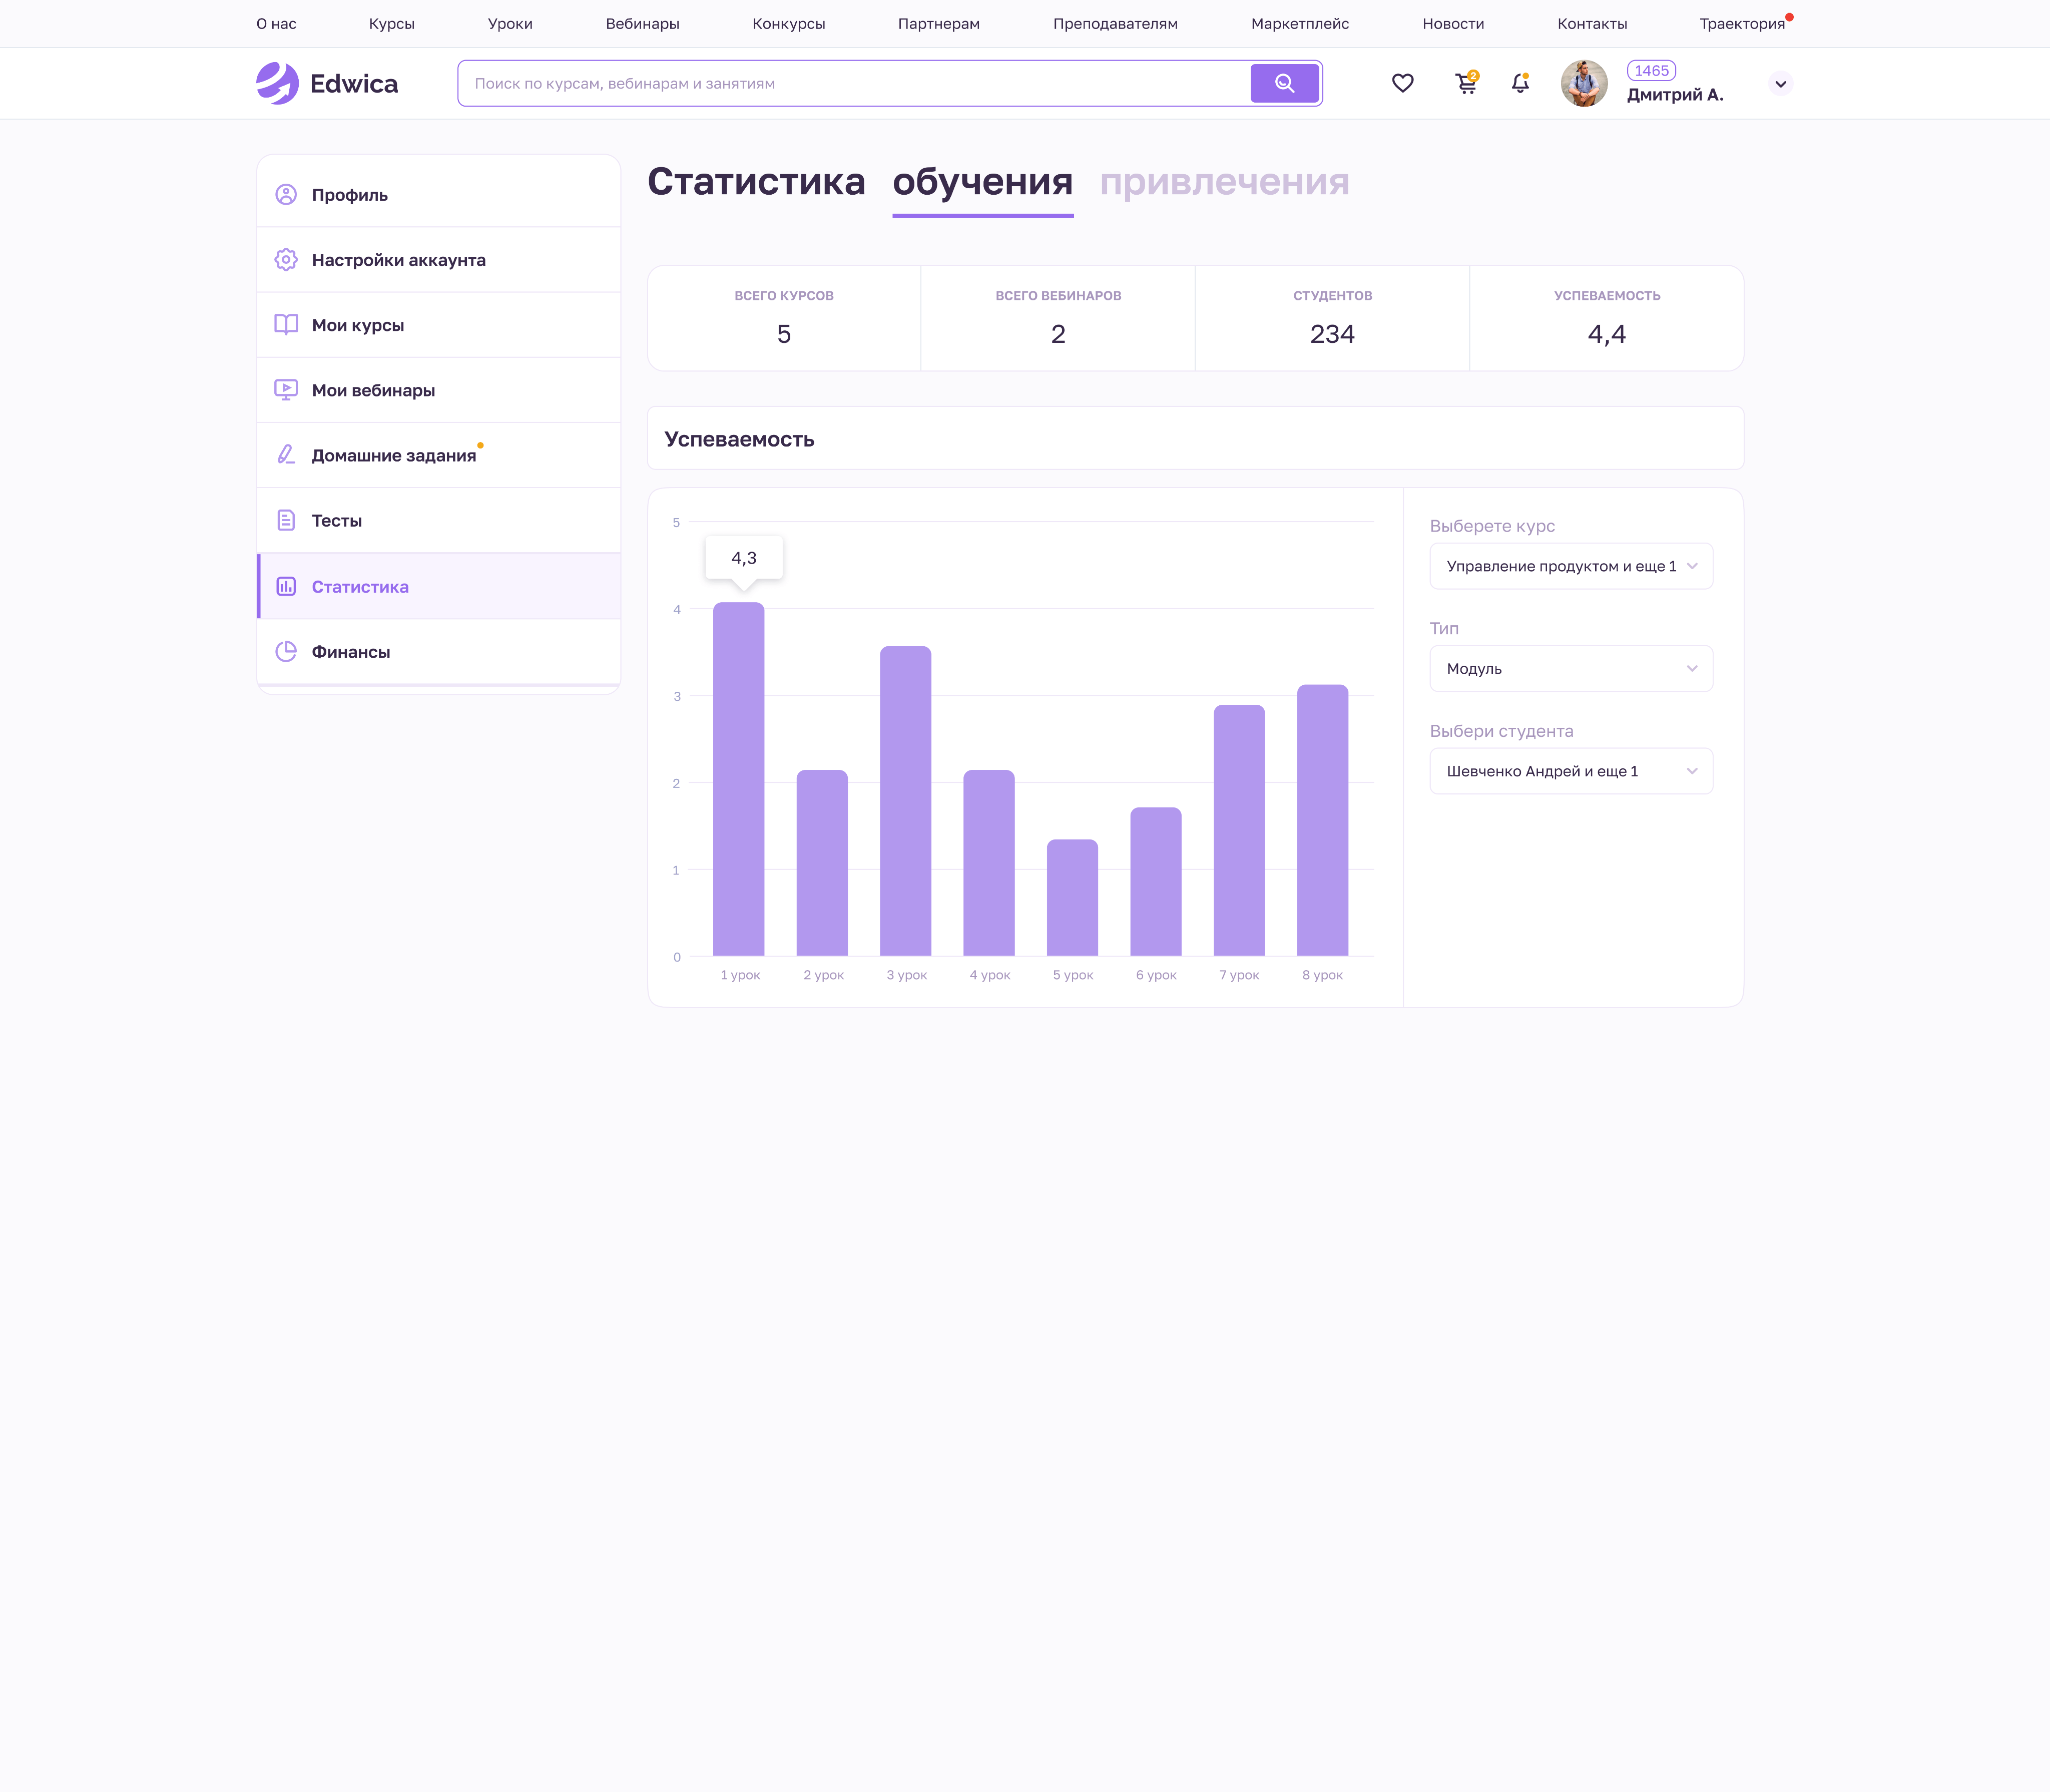 О нас Курсы Уроки Вебинары Конкурсы Партнерам Преподавателям Маркетплейс Новости Контакты Траектория
Edwica
Поиск по курсам, вебинарам и занятиям
2
1465
Дмитрий А.
Профиль
Настройки аккаунта
Мои курсы
Мои вебинары
Домашние задания
Тесты
Статистика
Финансы
Статистика обучения привлечения
ВСЕГО КУРСОВ
5
ВСЕГО ВЕБИНАРОВ
2
СТУДЕНТОВ
234
УСПЕВАЕМОСТЬ
4,4
Успеваемость
5
4,3
4
3
2
1
0
1 урок 2 урок 3 урок 4 урок 5 урок 6 урок 7 урок 8 урок
Выберете курс
Управление продуктом и еще 1
Тип
Модуль
Выбери студента
Шевченко Андрей и еще 1